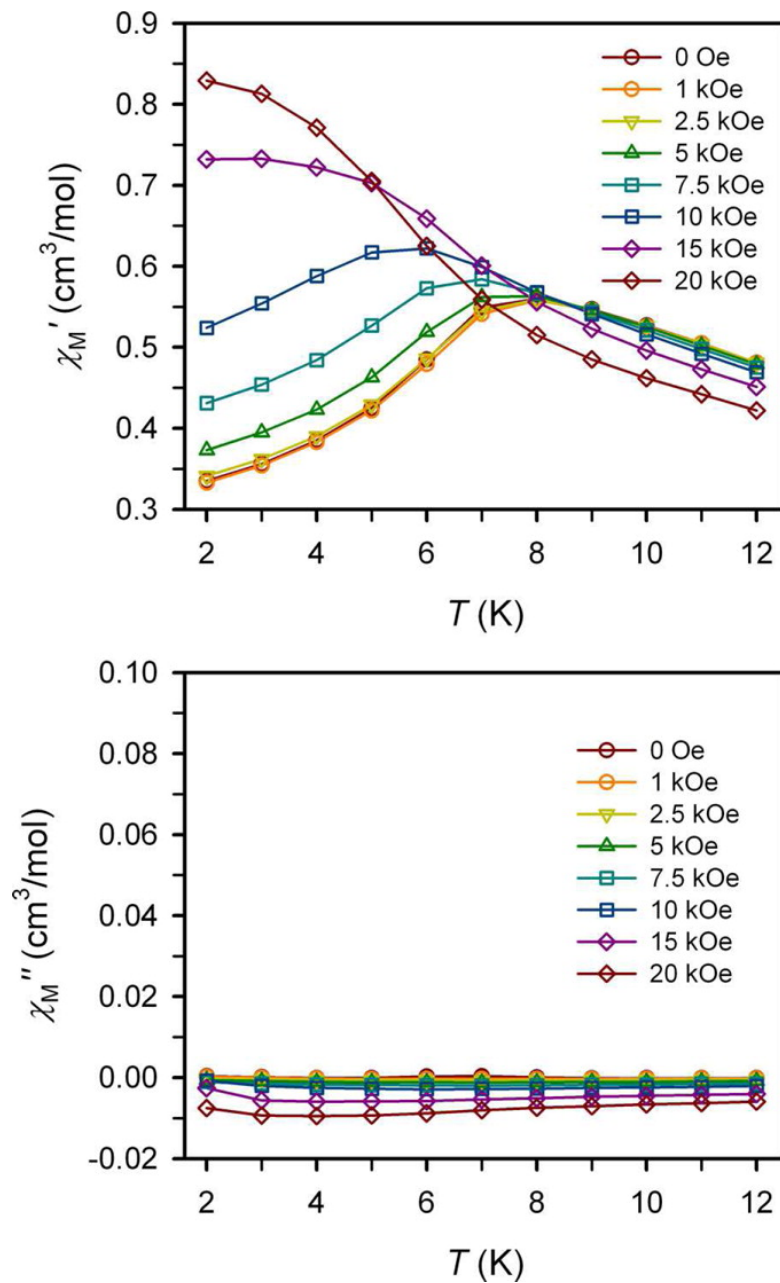 0.9
0.8
0.7
0.6
0.5
0.4
0.3
χM′ (cm3/mol)
0 Oe
1 kOe
2.5 kOe
5 kOe
7.5 kOe
10 kOe
15 kOe
20 kOe
2 4 6 8 10 12
T (K)
0.10
0.08
0.06
0.04
0.02
0.00
-0.02
χM″ (cm3/mol)
0 Oe
1 kOe
2.5 kOe
5 kOe
7.5 kOe
10 kOe
15 kOe
20 kOe
2 4 6 8 10 12
T (K)